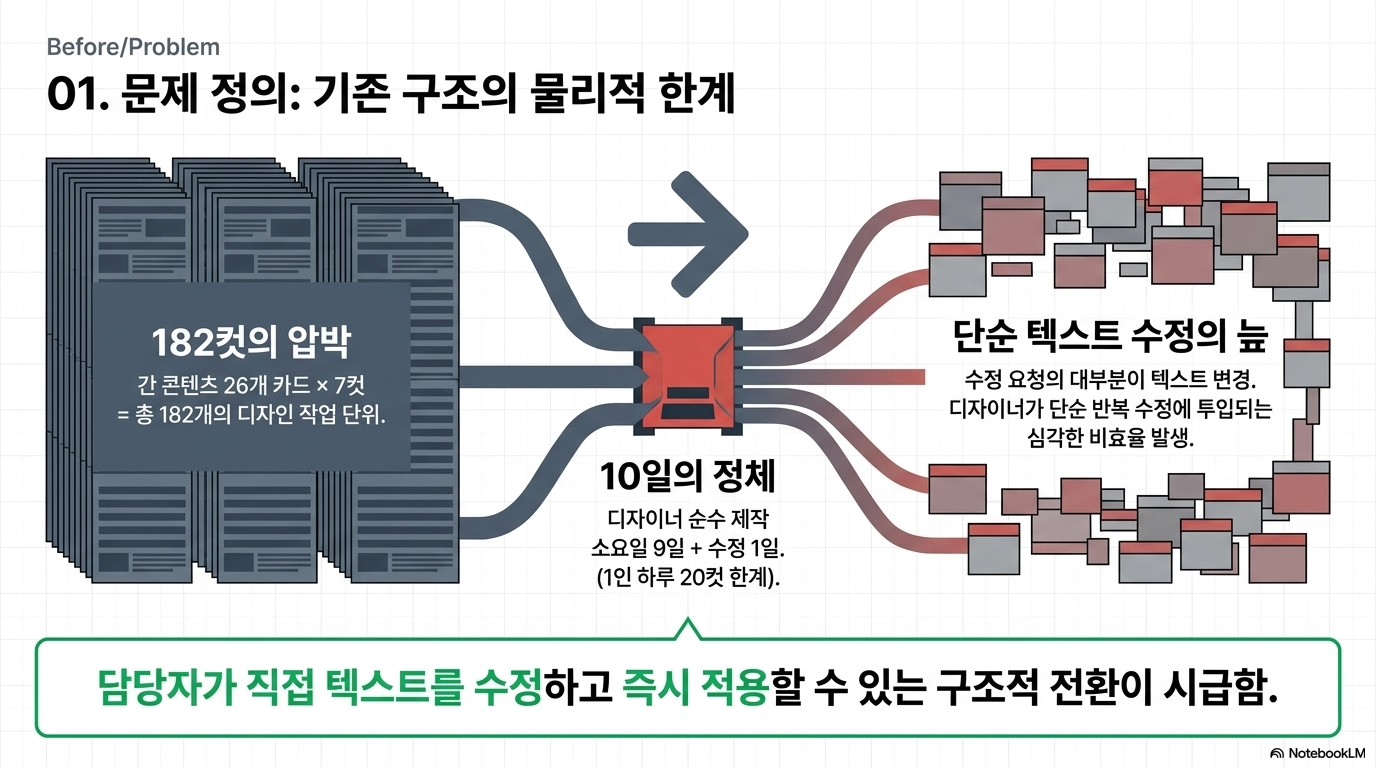 Before/Problem
01. 문제 정의: 기존 구조의 물리적 한계
182컷의 압박
간 콘텐츠 26개 카드 × 7컷
= 총 182개의 디자인 작업 단위.
10일의 정체
디자이너 순수 제작
소요일 9일 + 수정 1일.
(1인 하루 20컷 한계).
단순 텍스트 수정의 늪
수정 요청의 대부분이 텍스트 변경.
디자이너가 단순 반복 수정에 투입되는
심각한 비효율 발생.
담당자가 직접 텍스트를 수정하고 즉시 적용할 수 있는 구조적 전환이 시급함.
NotebookLM